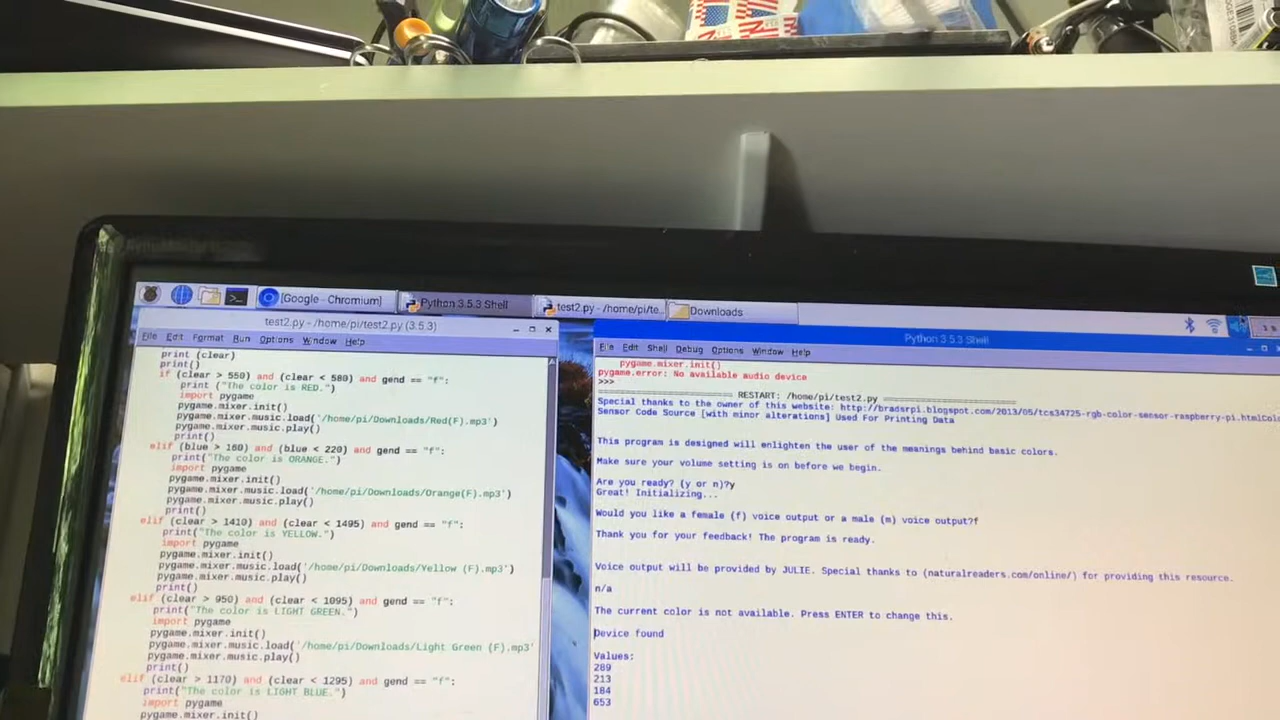 [Google - Chromium]
Python 3.5.3 Shell
test2.py - /home/pi/te..
Downloads
test2.py - /home/pi/test2.py (3.5.3)
File Edit Format Run Options Window Help
print (clear)
print()
if (clear > 550) and (clear < 580) and gend == "f":
print ("The color is RED.")
import pygame
pygame.mixer.init()
pygame.mixer.music.load('/home/pi/Downloads/Red(F).mp3')
pygame.mixer.music.play()
print()
elif (blue > 160) and (blue < 220) and gend == "f":
print("The color is ORANGE.")
import pygame
pygame.mixer.init()
pygame.mixer.music.load('/home/pi/Downloads/Orange(F).mp3')
pygame.mixer.music.play()
print()
elif (clear > 1410) and (clear < 1495) and gend == "f":
print("The color is YELLOW.")
import pygame
pygame.mixer.init()
pygame.mixer.music.load('/home/pi/Downloads/Yellow (F).mp3')
pygame.mixer.music.play()
print()
elif (clear > 950) and (clear < 1095) and gend == "f":
print("The color is LIGHT GREEN.")
import pygame
pygame.mixer.init()
pygame.mixer.music.load('/home/pi/Downloads/Light Green (F).mp3'
pygame.mixer.music.play()
print()
elif (clear > 1170) and (clear < 1295) and gend == "f":
print("The color is LIGHT BLUE.")
import pygame
pygame.mixer.init()
Python 3.5.3 Shell
File Edit Shell Debug Options Window Help
pygame.mixer.init()
pygame.error: No available audio device
>>>
RESTART: /home/pi/test2.py
Special thanks to the owner of this website: http://bradsrpi.blogspot.com/2013/05/tcs34725-rgb-color-sensor-raspberry-pi.htmlCol
Sensor Code Source [with minor alterations] Used For Printing Data
This program is designed will enlighten the user of the meanings behind basic colors.
Make sure your volume setting is on before we begin.
Are you ready? (y or n)?y
Great! Initializing...
Would you like a female (f) voice output or a male (m) voice output?f
Thank you for your feedback! The program is ready.
Voice output will be provided by JULIE. Special thanks to (naturalreaders.com/online/) for providing this resource.
n/a
The current color is not available. Press ENTER to change this.
Device found
Values:
289
213
184
653